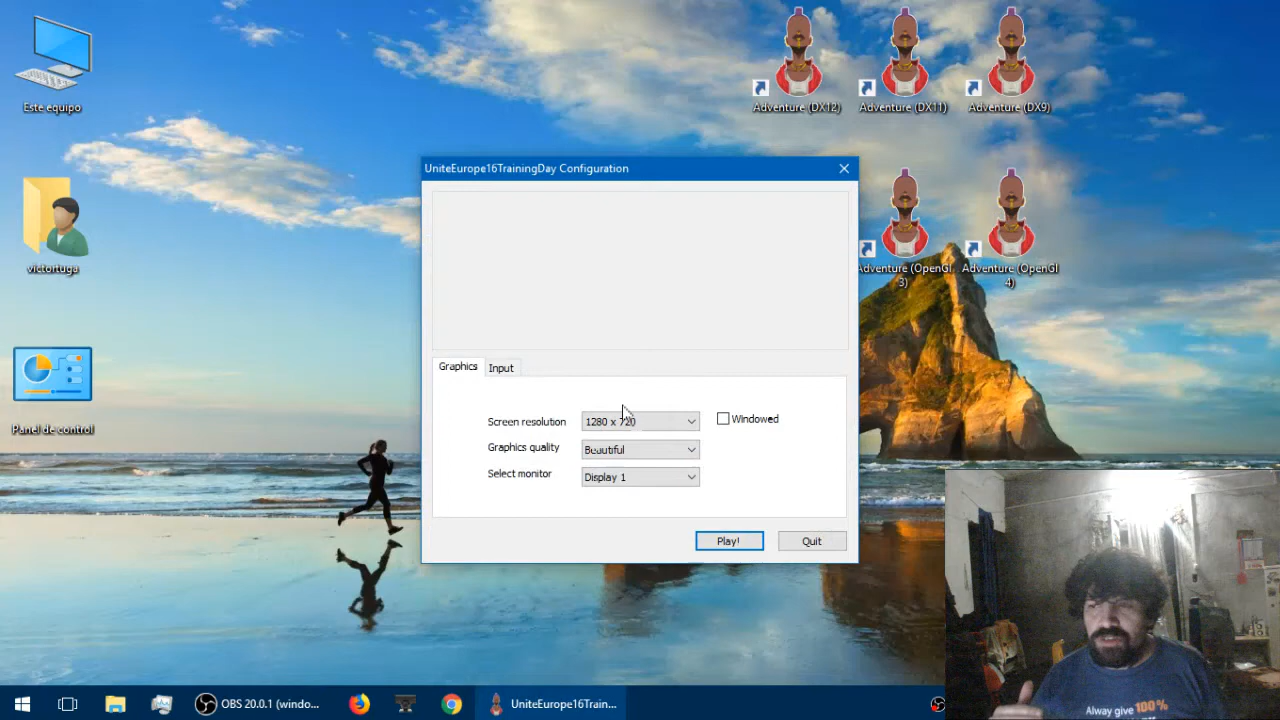 Este equipo
Adventure (DX12)
Adventure (DX11)
Adventure (DX9)
UniteEurope16TrainingDay Configuration
victortuga
Adventure (OpenGl
3)
Adventure (OpenGl
4)
Graphics
Input
Screen resolution
1280 x 720
Windowed
Graphics quality
Beautiful
Select monitor
Display 1
Panel de control
Play!
Quit
OBS 20.0.1 (windo...
UniteEurope16Train...
Alway give 100%